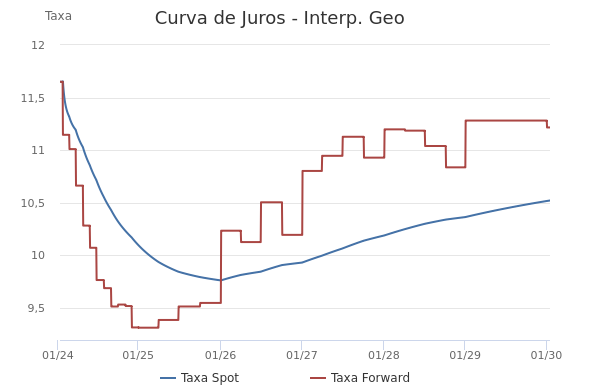 Curva de Juros - Interp. Geo
Taxa
12
11,5
11
10,5
10
9,5
01/24 01/25 01/26 01/27 01/28 01/29 01/30
Taxa Spot Taxa Forward